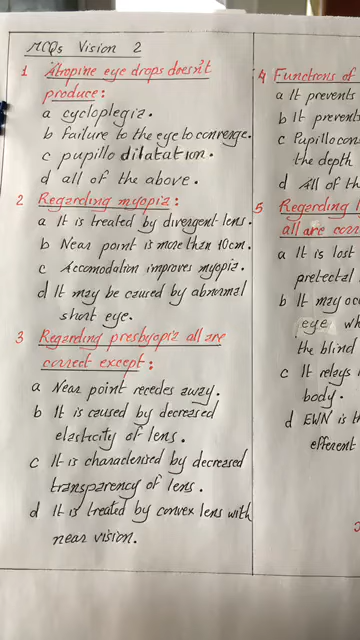 MCQs Vision 2
1 Atropine eye drops doesn't
produce:
a cycloplegia.
b Failure to the eye to converge.
c pupillo dilatation.
d all of the above.
2 Regarding myopia:
a It is treated by divergent lens.
b Near point is more than 10cm.
c Accomodation improves myopia.
d It may be caused by abnormal
short eye.
3 Regarding presbyopia all are
correct except:
a Near point recedes away.
b It is caused by decreased
elasticity of lens.
c It is characterised by decreased
transparency of lens.
d It is treated by convex lens with
near vision.
4 Functions of
a It prevents
b It prevents
c Pupillo con
the depth
d All of th
5 Regarding l
all are corr
a It is lost
pretectal
b It may occ
eye wh
the blind
c It relays
body.
d EWN is th
efferent